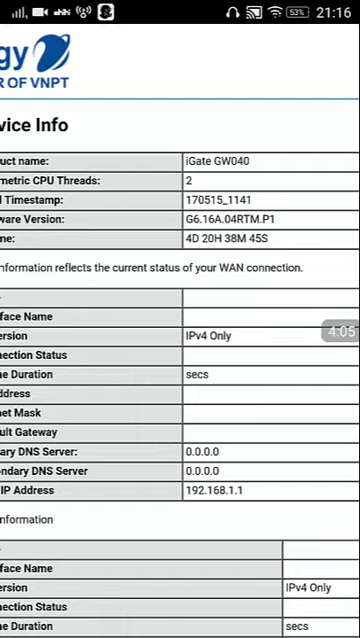 53% 21:16
gy
R OF VNPT
vice Info
uct name: iGate GW040
metric CPU Threads: 2
l Timestamp: 170515_1141
ware Version: G6.16A.04RTM.P1
me: 4D 20H 38M 45S
nformation reflects the current status of your WAN connection.
face Name
ersion IPv4 Only
4:05
nection Status
ne Duration secs
ddress
net Mask
ult Gateway
ary DNS Server: 0.0.0.0
ondary DNS Server 0.0.0.0
IP Address 192.168.1.1
nformation
face Name
ersion IPv4 Only
nection Status
ne Duration secs